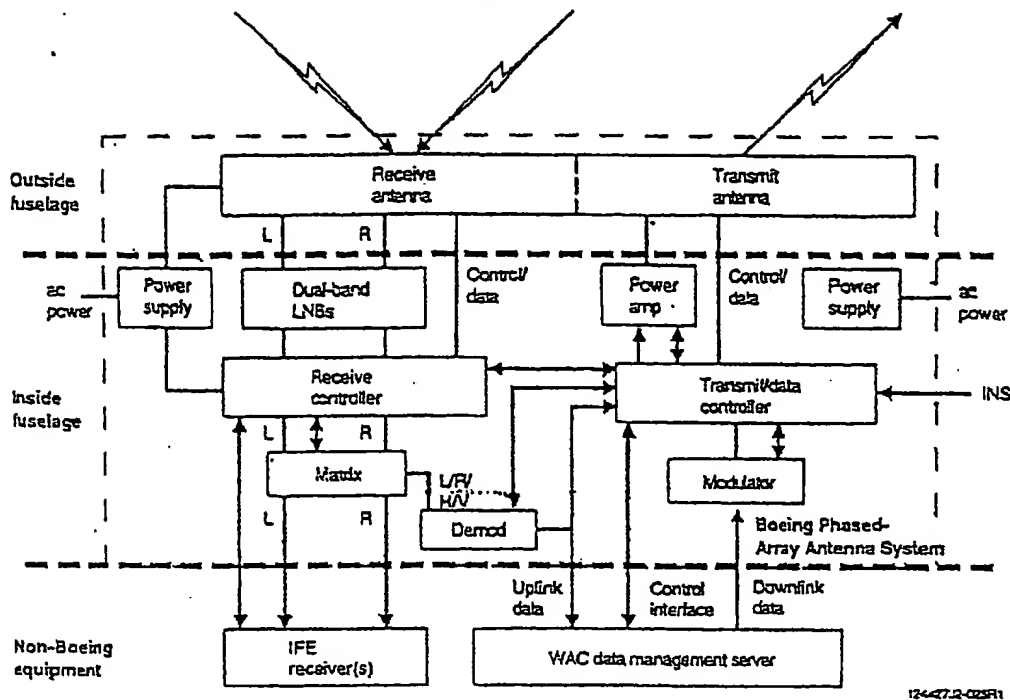 Outside
fuselage
Receive
antenna
Transmit
antenna
L
R
ac
power
Power
supply
Dual-band
LNBs
Control/
data
Power
amp
Control/
data
Power
supply
ac
power
Inside
fuselage
Receive
controller
Transmit/data
controller
INS
L
R
Matrix
L/R/
H/V
Modulator
L
R
Demod
Boeing Phased-
Array Antenna System
Uplink
data
Control
interface
Downlink
data
Non-Boeing
equipment
IFE
receiver(s)
WAC data management server